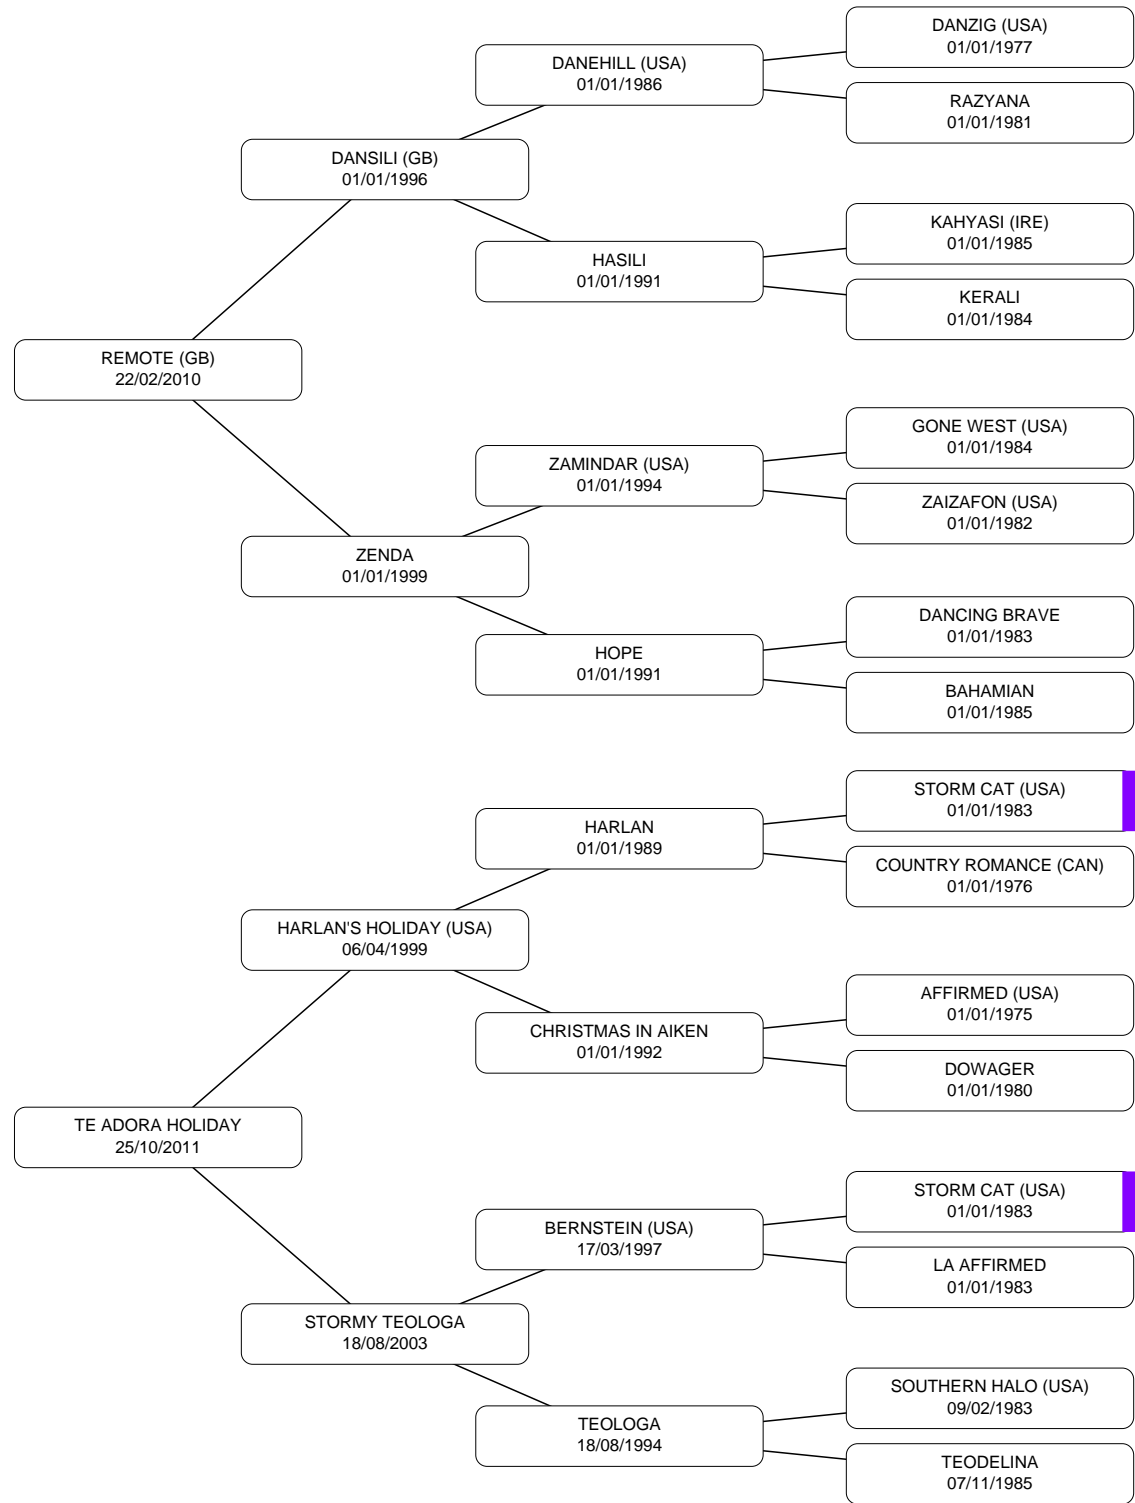 DANZIG (USA)
01/01/1977
DANEHILL (USA)
01/01/1986
RAZYANA
01/01/1981
DANSILI (GB)
01/01/1996
KAHYASI (IRE)
01/01/1985
HASILI
01/01/1991
KERALI
01/01/1984
REMOTE (GB)
22/02/2010
GONE WEST (USA)
01/01/1984
ZAMINDAR (USA)
01/01/1994
ZAIZAFON (USA)
01/01/1982
ZENDA
01/01/1999
DANCING BRAVE
01/01/1983
HOPE
01/01/1991
BAHAMIAN
01/01/1985
STORM CAT (USA)
01/01/1983
HARLAN
01/01/1989
COUNTRY ROMANCE (CAN)
01/01/1976
HARLAN'S HOLIDAY (USA)
06/04/1999
AFFIRMED (USA)
01/01/1975
CHRISTMAS IN AIKEN
01/01/1992
DOWAGER
01/01/1980
TE ADORA HOLIDAY
25/10/2011
STORM CAT (USA)
01/01/1983
BERNSTEIN (USA)
17/03/1997
LA AFFIRMED
01/01/1983
STORMY TEOLOGA
18/08/2003
SOUTHERN HALO (USA)
09/02/1983
TEOLOGA
18/08/1994
TEODELINA
07/11/1985